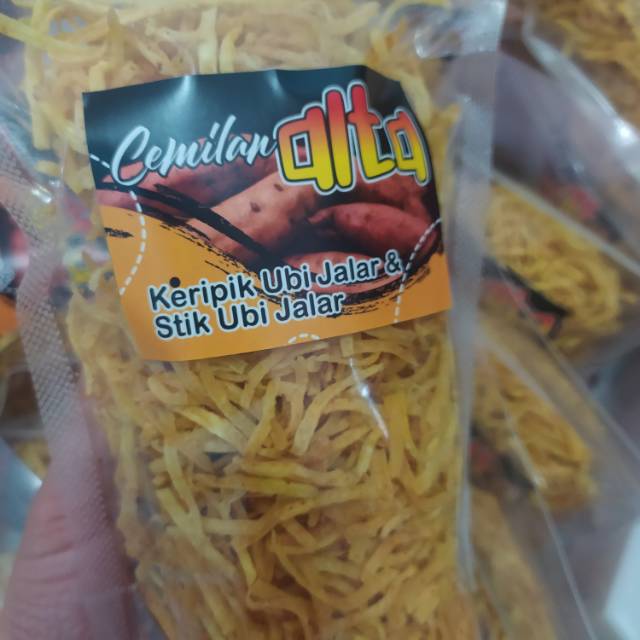 Cemilan alta
Keripik Ubi Jalar &
Stik Ubi Jalar